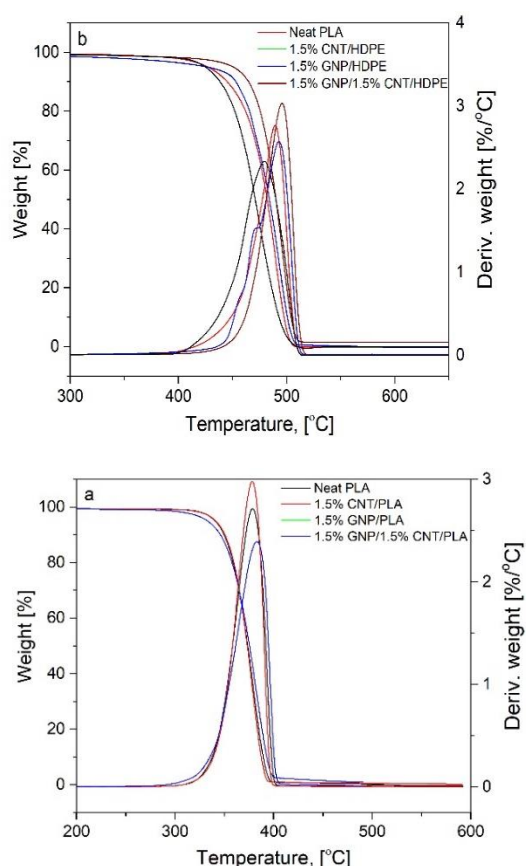 b
Neat PLA
1.5% CNT/HDPE
1.5% GNP/HDPE
1.5% GNP/1.5% CNT/HDPE
100
80
60
40
20
0
Weight [%]
4
3
2
1
0
Deriv. weight [%/°C]
300
400
500
600
Temperature, [°C]
a
Neat PLA
1.5% CNT/PLA
1.5% GNP/PLA
1.5% GNP/1.5% CNT/PLA
100
80
60
40
20
0
Weight [%]
3
2
1
0
Deriv. weight [%/°C]
200
300
400
500
600
Temperature, [°C]